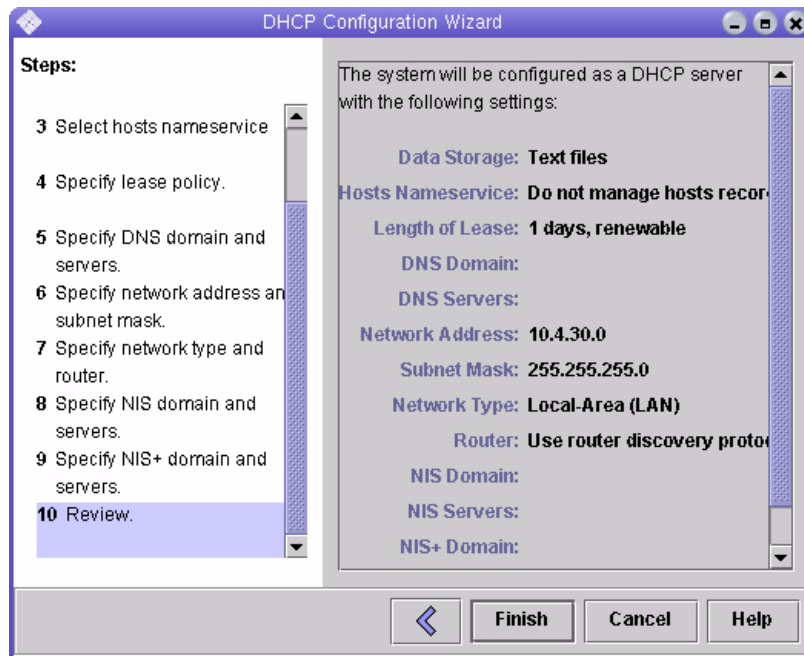 DHCP Configuration Wizard
Steps:
3 Select hosts nameservice
4 Specify lease policy.
5 Specify DNS domain and
servers.
6 Specify network address an
subnet mask.
7 Specify network type and
router.
8 Specify NIS domain and
servers.
9 Specify NIS+ domain and
servers.
10 Review.
The system will be configured as a DHCP server
with the following settings:
Data Storage: Text files
Hosts Nameservice: Do not manage hosts recor
Length of Lease: 1 days, renewable
DNS Domain:
DNS Servers:
Network Address: 10.4.30.0
Subnet Mask: 255.255.255.0
Network Type: Local-Area (LAN)
Router: Use router discovery proto
NIS Domain:
NIS Servers:
NIS+ Domain:
Finish
Cancel
Help